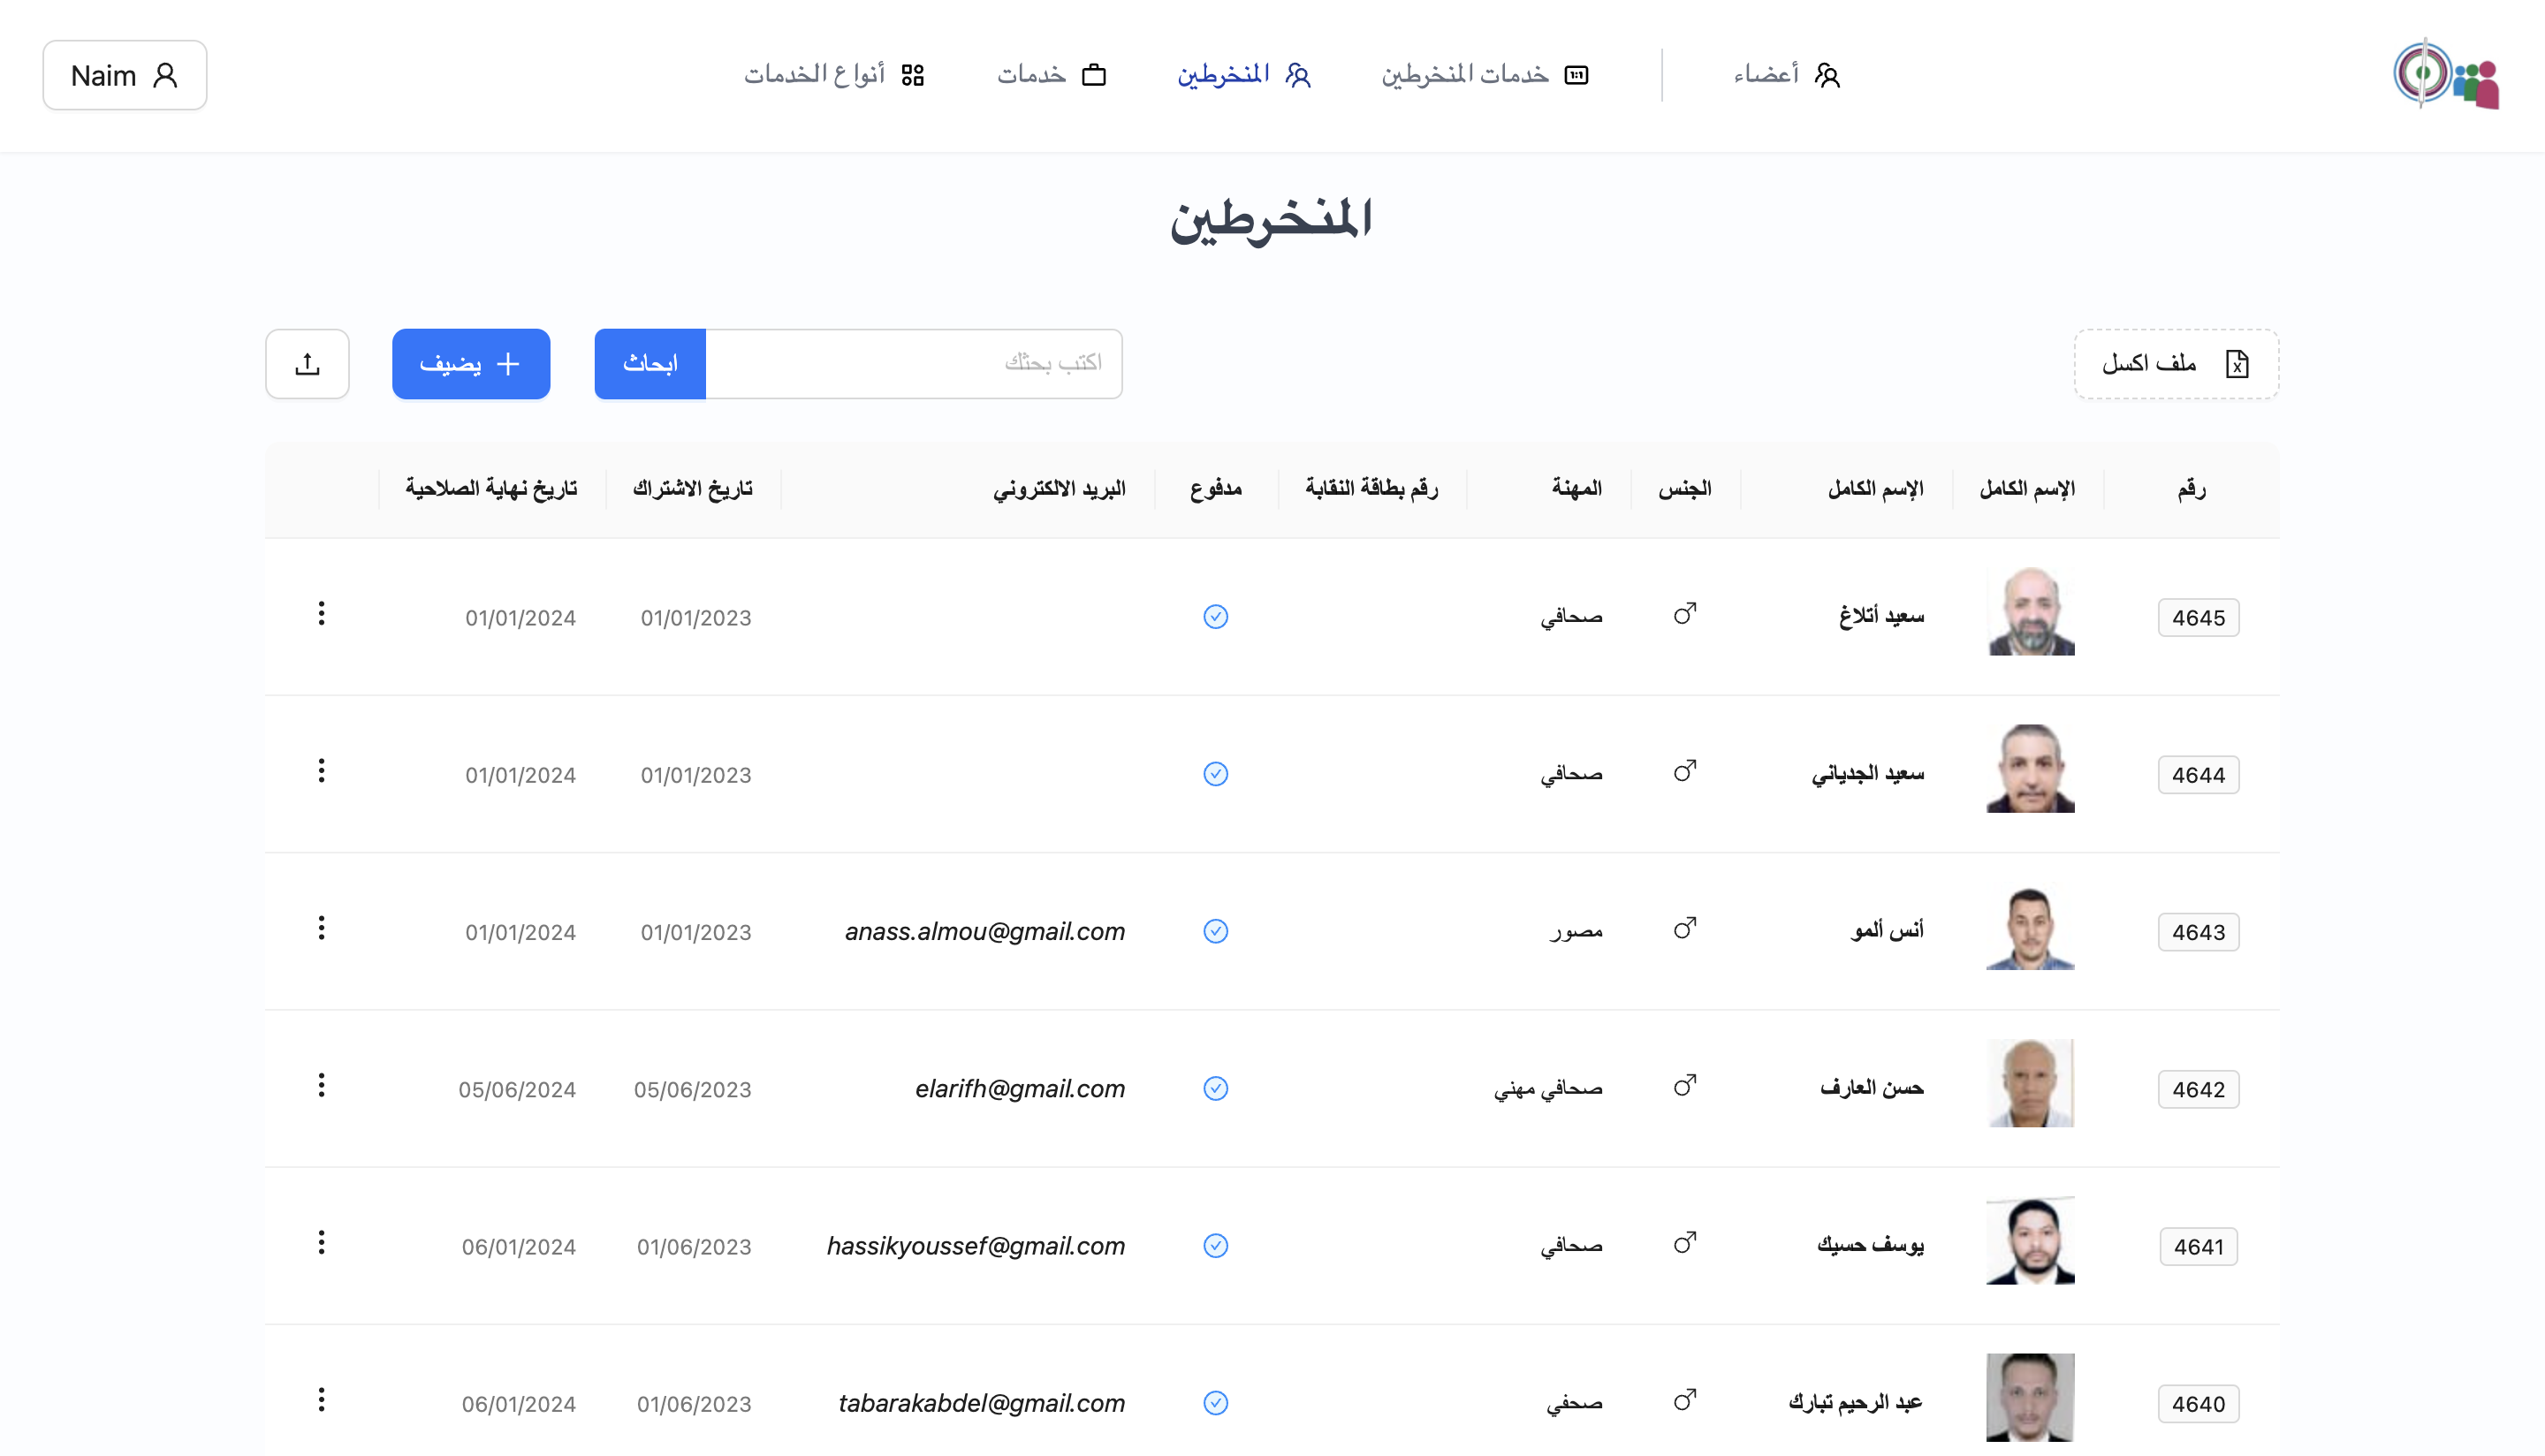 أعضاء
خدمات المنخرطين
المنخرطين
خدمات
أنواع الخدمات
Naim
المنخرطين
ملف اكسل
اكتب بحثك
ابحاث
يضيف
رقم الإسم الكامل الإسم الكامل الجنس المهنة رقم بطاقة النقابة مدفوع البريد الالكتروني تاريخ الاشتراك تاريخ نهاية الصلاحية
4645 سعيد أتلاغ صحافي 01/01/2023 01/01/2024
4644 سعيد الجدياني صحافي 01/01/2023 01/01/2024
4643 أنس ألمو مصور anass.almou@gmail.com 01/01/2023 01/01/2024
4642 حسن العارف صحافي مهني elarifh@gmail.com 05/06/2023 05/06/2024
4641 يوسف حسيك صحافي hassikyoussef@gmail.com 01/06/2023 06/01/2024
4640 عبد الرحيم تبارك صحفي tabarakabdel@gmail.com 01/06/2023 06/01/2024